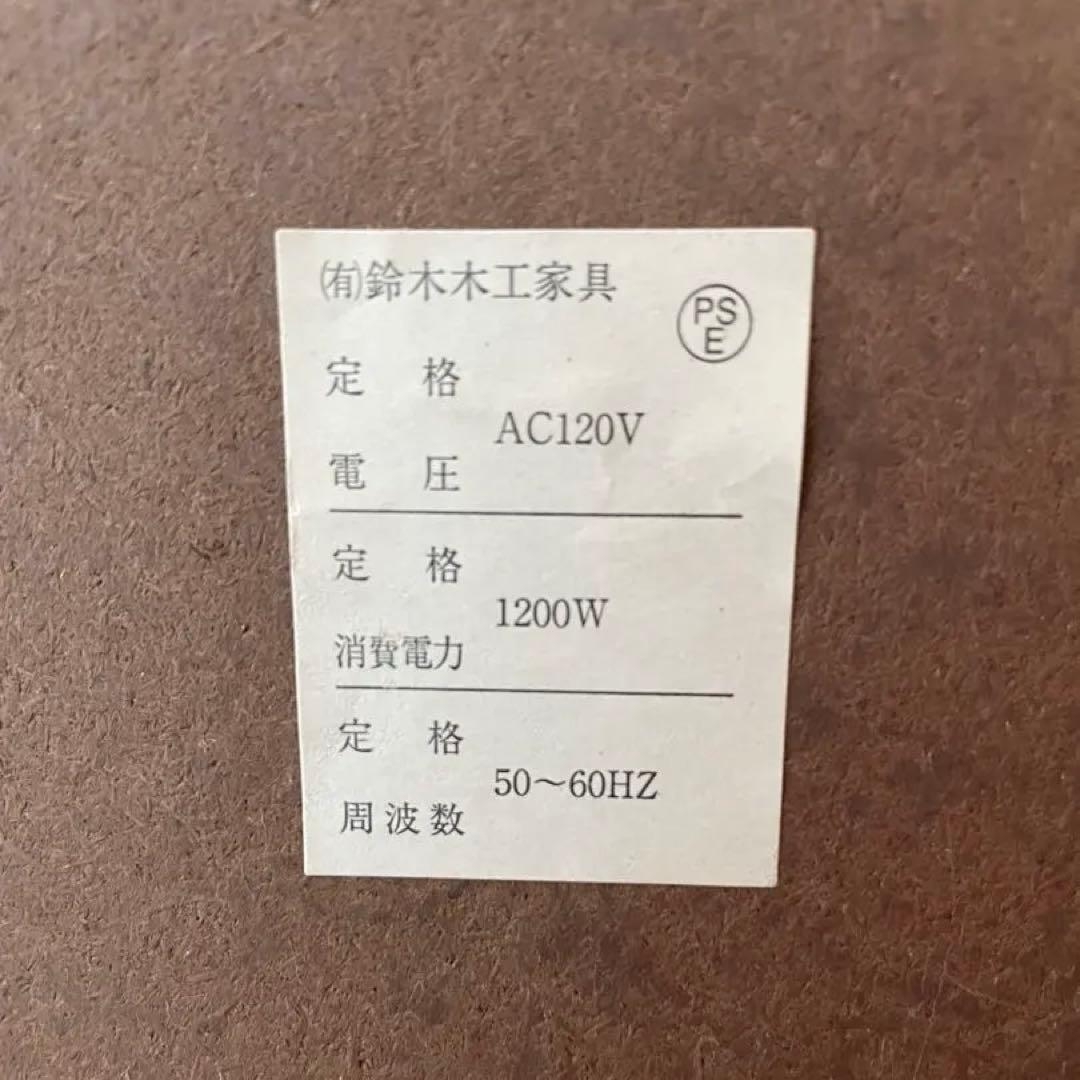 ㈲鈴木木工家具
PS
E
定格
電圧
AC120V
定格
消費電力
1200W
定格
周波数
50〜60HZ